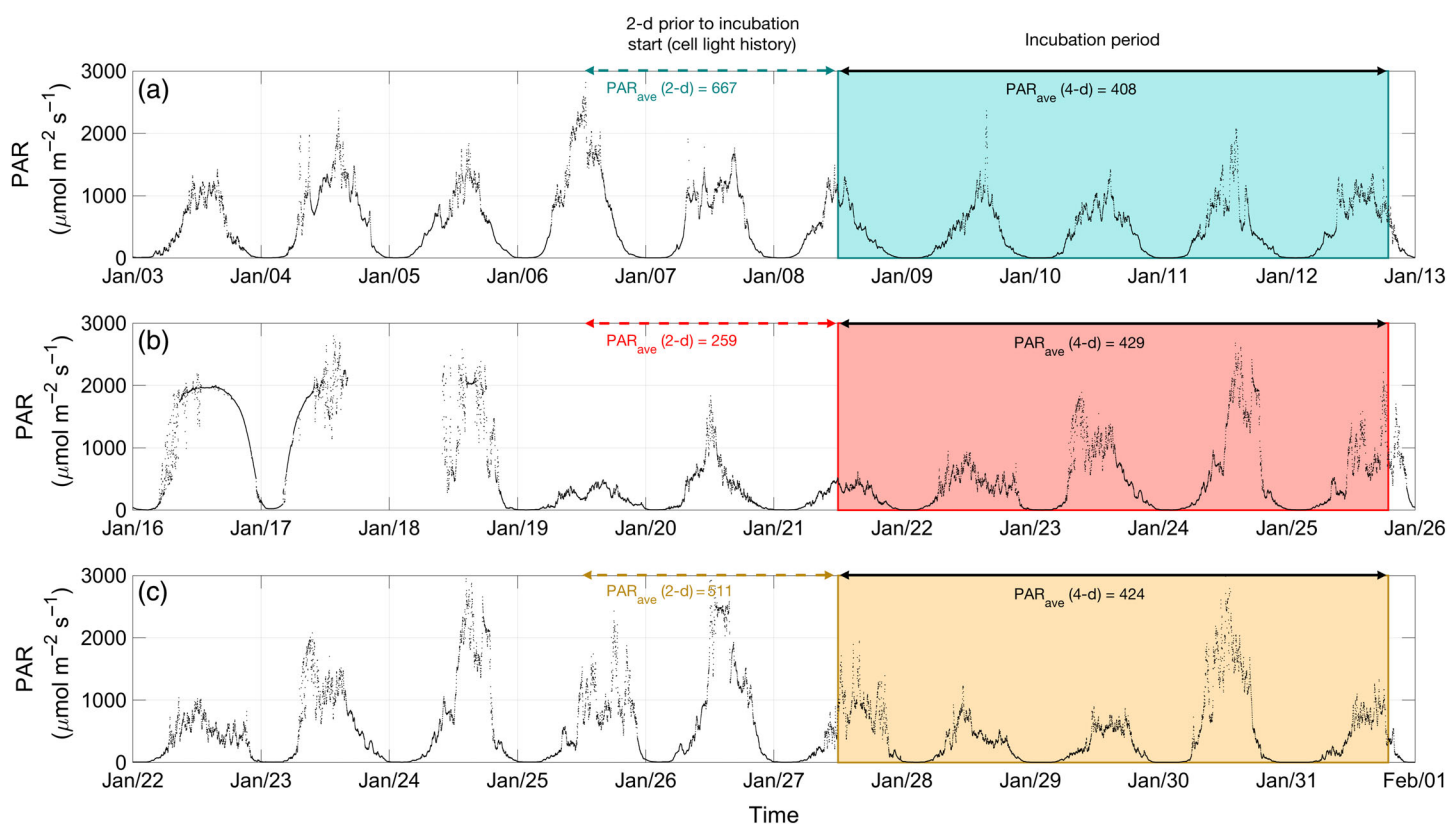 2-d prior to incubation
start (cell light history)
Incubation period
(a)
PARave (2-d) = 667
PARave (4-d) = 408
PAR
(μmol m−2 s−1)
3000
2000
1000
0
Jan/03 Jan/04 Jan/05 Jan/06 Jan/07 Jan/08 Jan/09 Jan/10 Jan/11 Jan/12 Jan/13
(b)
PARave (2-d) = 259
PARave (4-d) = 429
PAR
(μmol m−2 s−1)
3000
2000
1000
0
Jan/16 Jan/17 Jan/18 Jan/19 Jan/20 Jan/21 Jan/22 Jan/23 Jan/24 Jan/25 Jan/26
(c)
PARave (2-d) = 511
PARave (4-d) = 424
PAR
(μmol m−2 s−1)
3000
2000
1000
0
Jan/22 Jan/23 Jan/24 Jan/25 Jan/26 Jan/27 Jan/28 Jan/29 Jan/30 Jan/31 Feb/01
Time